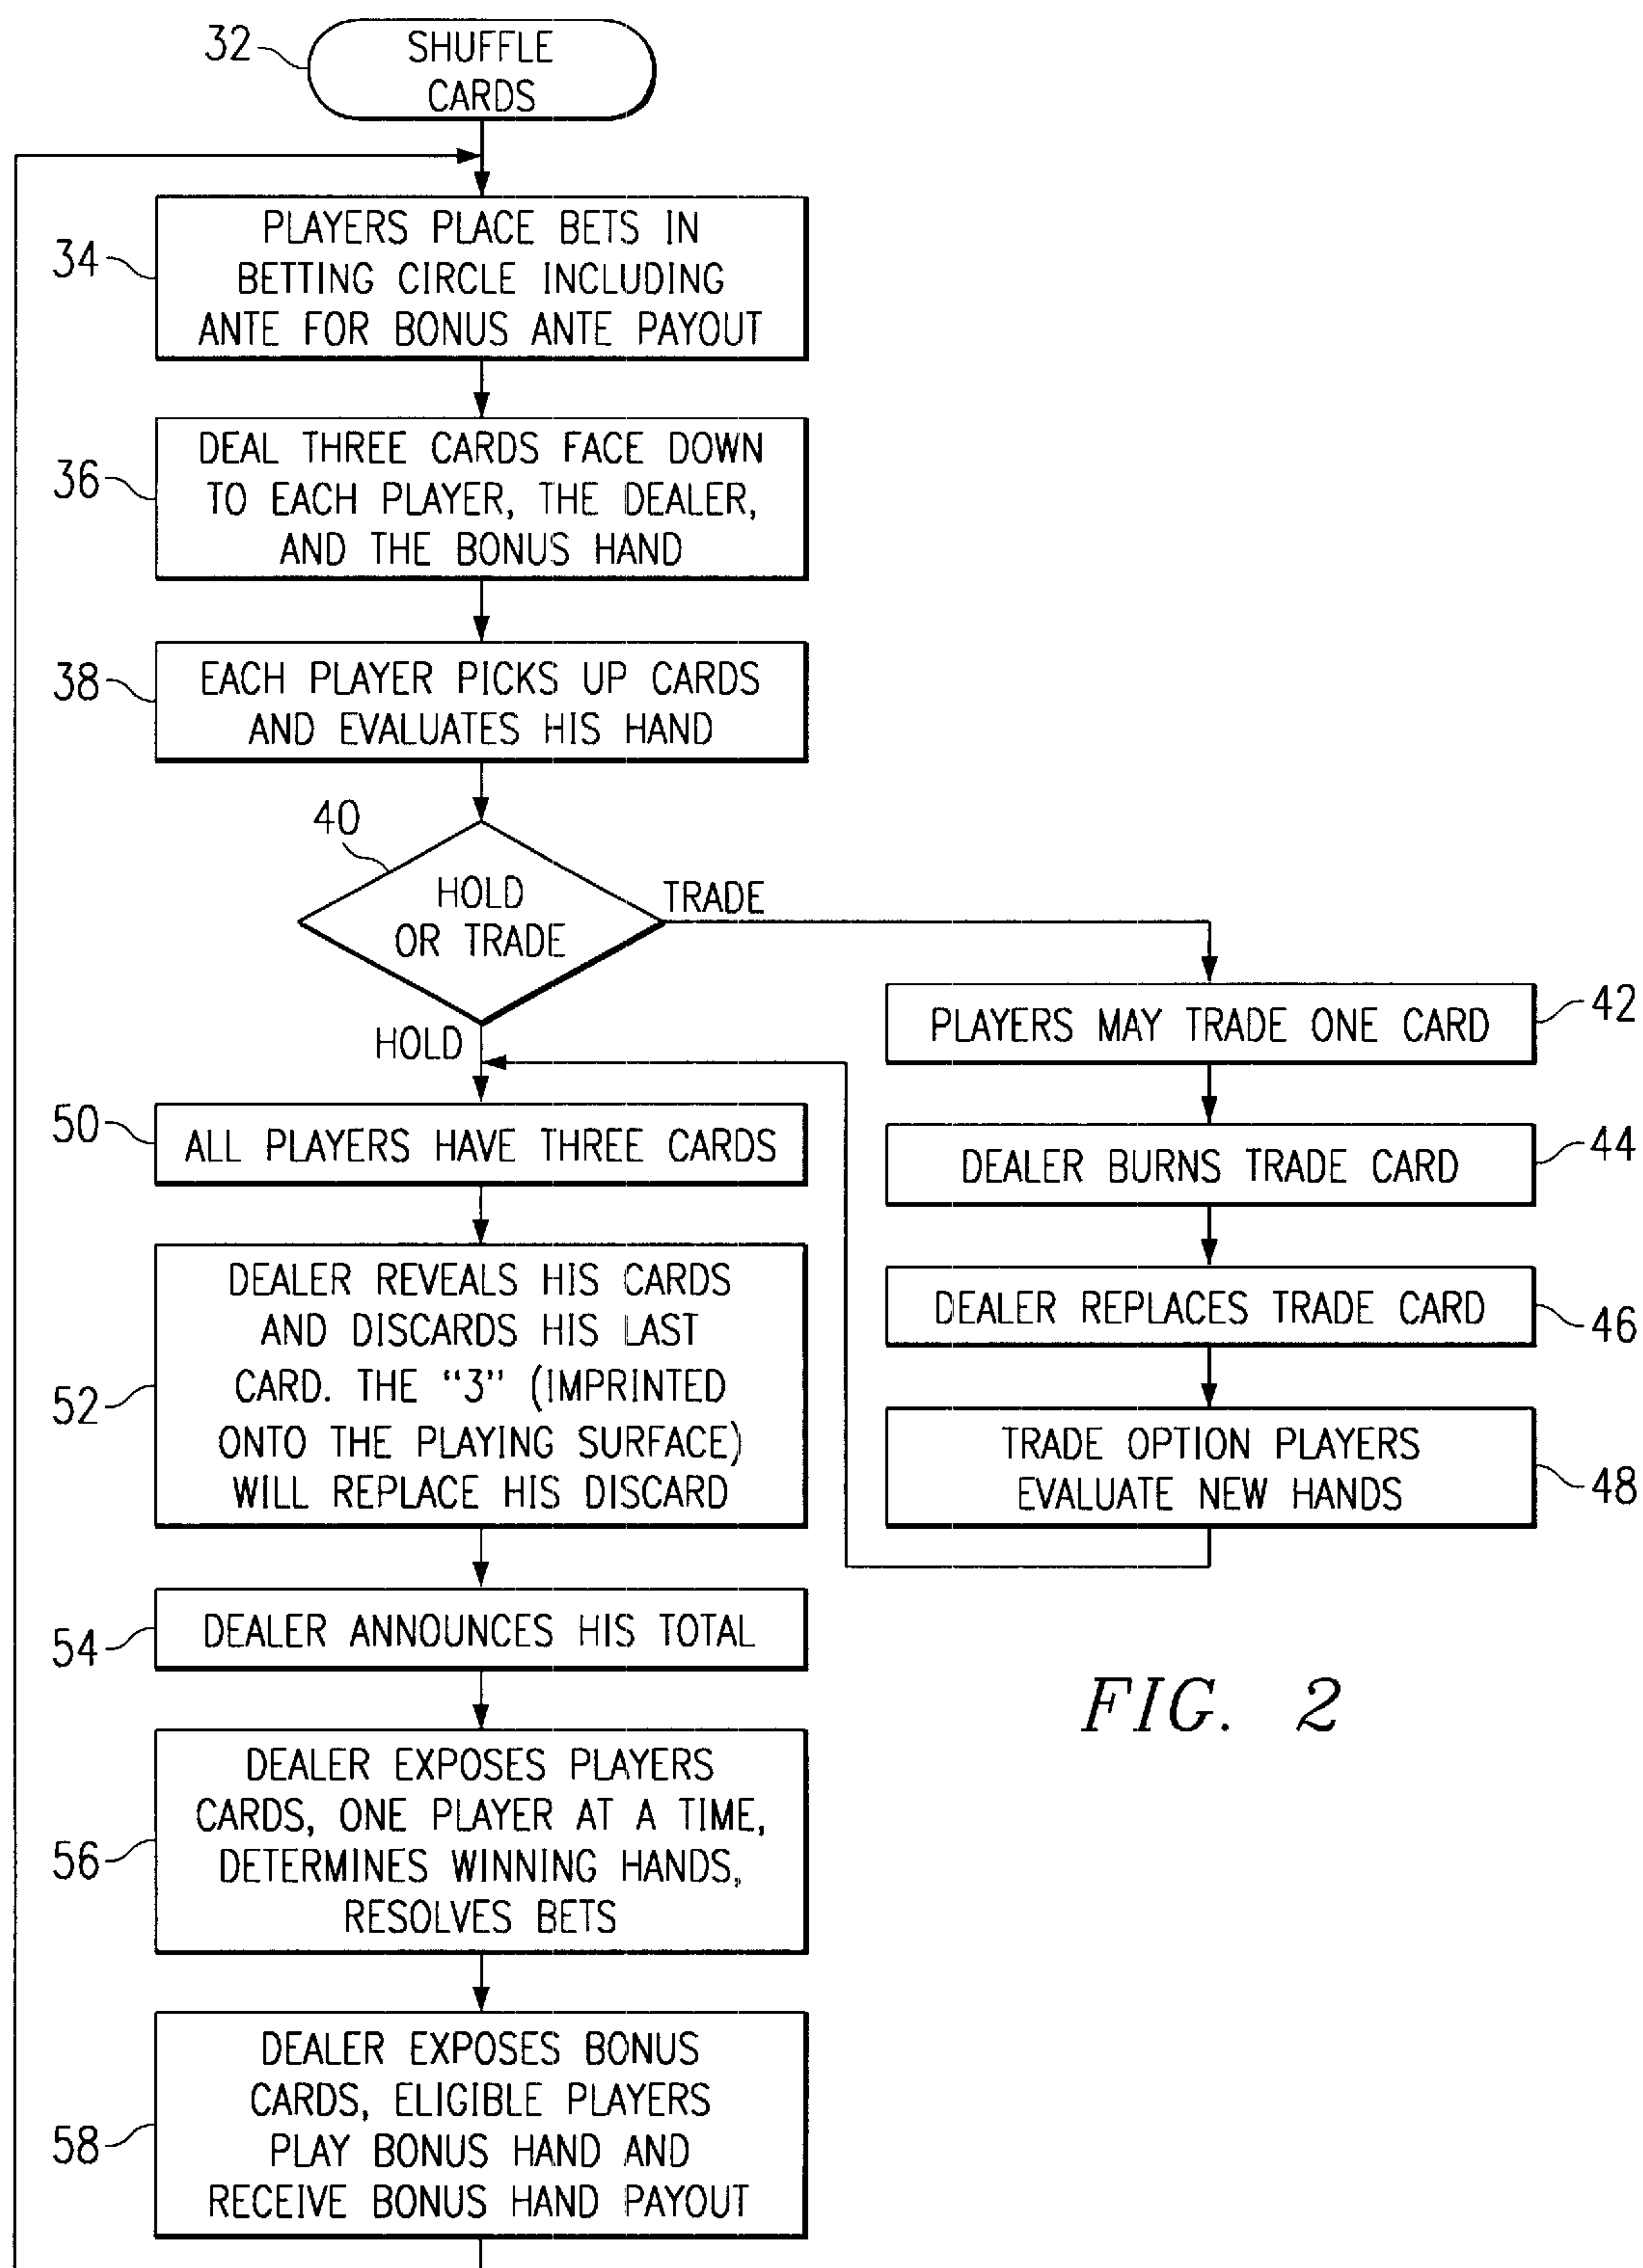 32
SHUFFLE
CARDS
34
PLAYERS PLACE BETS IN
BETTING CIRCLE INCLUDING
ANTE FOR BONUS ANTE PAYOUT
36
DEAL THREE CARDS FACE DOWN
TO EACH PLAYER, THE DEALER,
AND THE BONUS HAND
38
EACH PLAYER PICKS UP CARDS
AND EVALUATES HIS HAND
40
HOLD
OR TRADE
TRADE
HOLD
42
PLAYERS MAY TRADE ONE CARD
44
DEALER BURNS TRADE CARD
46
DEALER REPLACES TRADE CARD
48
TRADE OPTION PLAYERS
EVALUATE NEW HANDS
50
ALL PLAYERS HAVE THREE CARDS
52
DEALER REVEALS HIS CARDS
AND DISCARDS HIS LAST
CARD. THE “3” (IMPRINTED
ONTO THE PLAYING SURFACE)
WILL REPLACE HIS DISCARD
54
DEALER ANNOUNCES HIS TOTAL
56
DEALER EXPOSES PLAYERS
CARDS, ONE PLAYER AT A TIME,
DETERMINES WINNING HANDS,
RESOLVES BETS
58
DEALER EXPOSES BONUS
CARDS, ELIGIBLE PLAYERS
PLAY BONUS HAND AND
RECEIVE BONUS HAND PAYOUT
FIG. 2